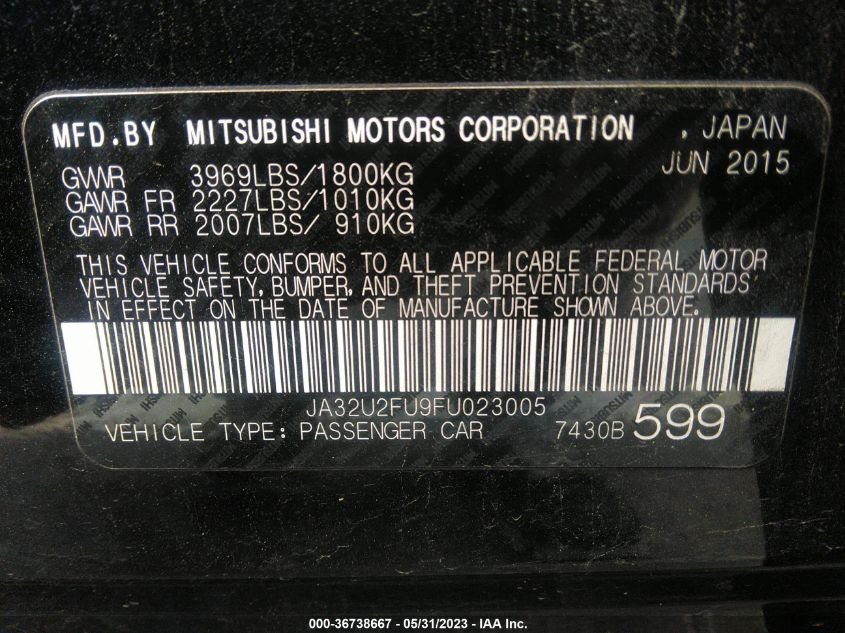 MFD.BY MITSUBISHI MOTORS CORPORATION , JAPAN
JUN 2015
GVWR 3969LBS/1800KG
GAWR FR 2227LBS/1010KG
GAWR RR 2007LBS/ 910KG
THIS VEHICLE CONFORMS TO ALL APPLICABLE FEDERAL MOTOR
VEHICLE SAFETY, BUMPER, AND THEFT PREVENTION STANDARDS
IN EFFECT ON THE DATE OF MANUFACTURE SHOWN ABOVE.
JA32U2FU9FU023005
VEHICLE TYPE: PASSENGER CAR 7430B 599
000-36738667 - 05/31/2023 - IAA Inc.